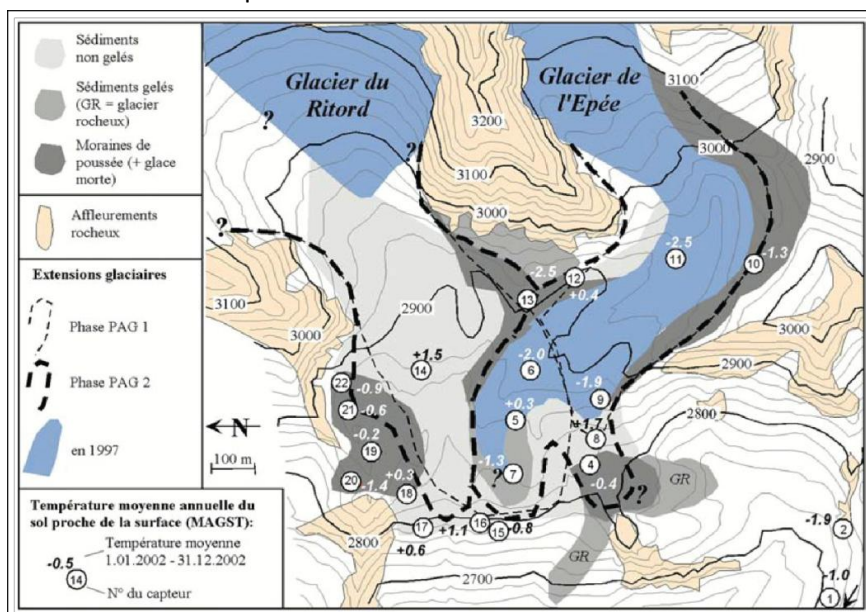 Sédiments
non gelés
Sédiments gelés
(GR = glacier
rocheux)
Moraines de
poussée (+ glace
morte)
Affleurements
rocheux
Extensions glaciaires
Phase PAG 1
Phase PAG 2
en 1997
Température moyenne annuelle du
sol proche de la surface (MAGST):
-0.5
Température moyenne
1.01.2002 - 31.12.2002
14
N° du capteur
N
100 m
Glacier du
Ritord
Glacier de
l'Epée
?
?
?
?
?
3200
3100
3000
2900
3000
3100
3000
2900
3000
2900
2800
2800
2700
-2.5
11
-1.3
10
12
+0.4
-2.5
13
+1.5
14
-2.0
6
-1.9
9
+0.3
5
+1.7
8
22
-0.9
21
-0.6
-0.2
19
20
-1.4
+0.3
18
-1.3
7
4
-0.4
GR
GR
17
+0.6
+1.1
16
15
-0.8
-1.9
2
-1.0
1